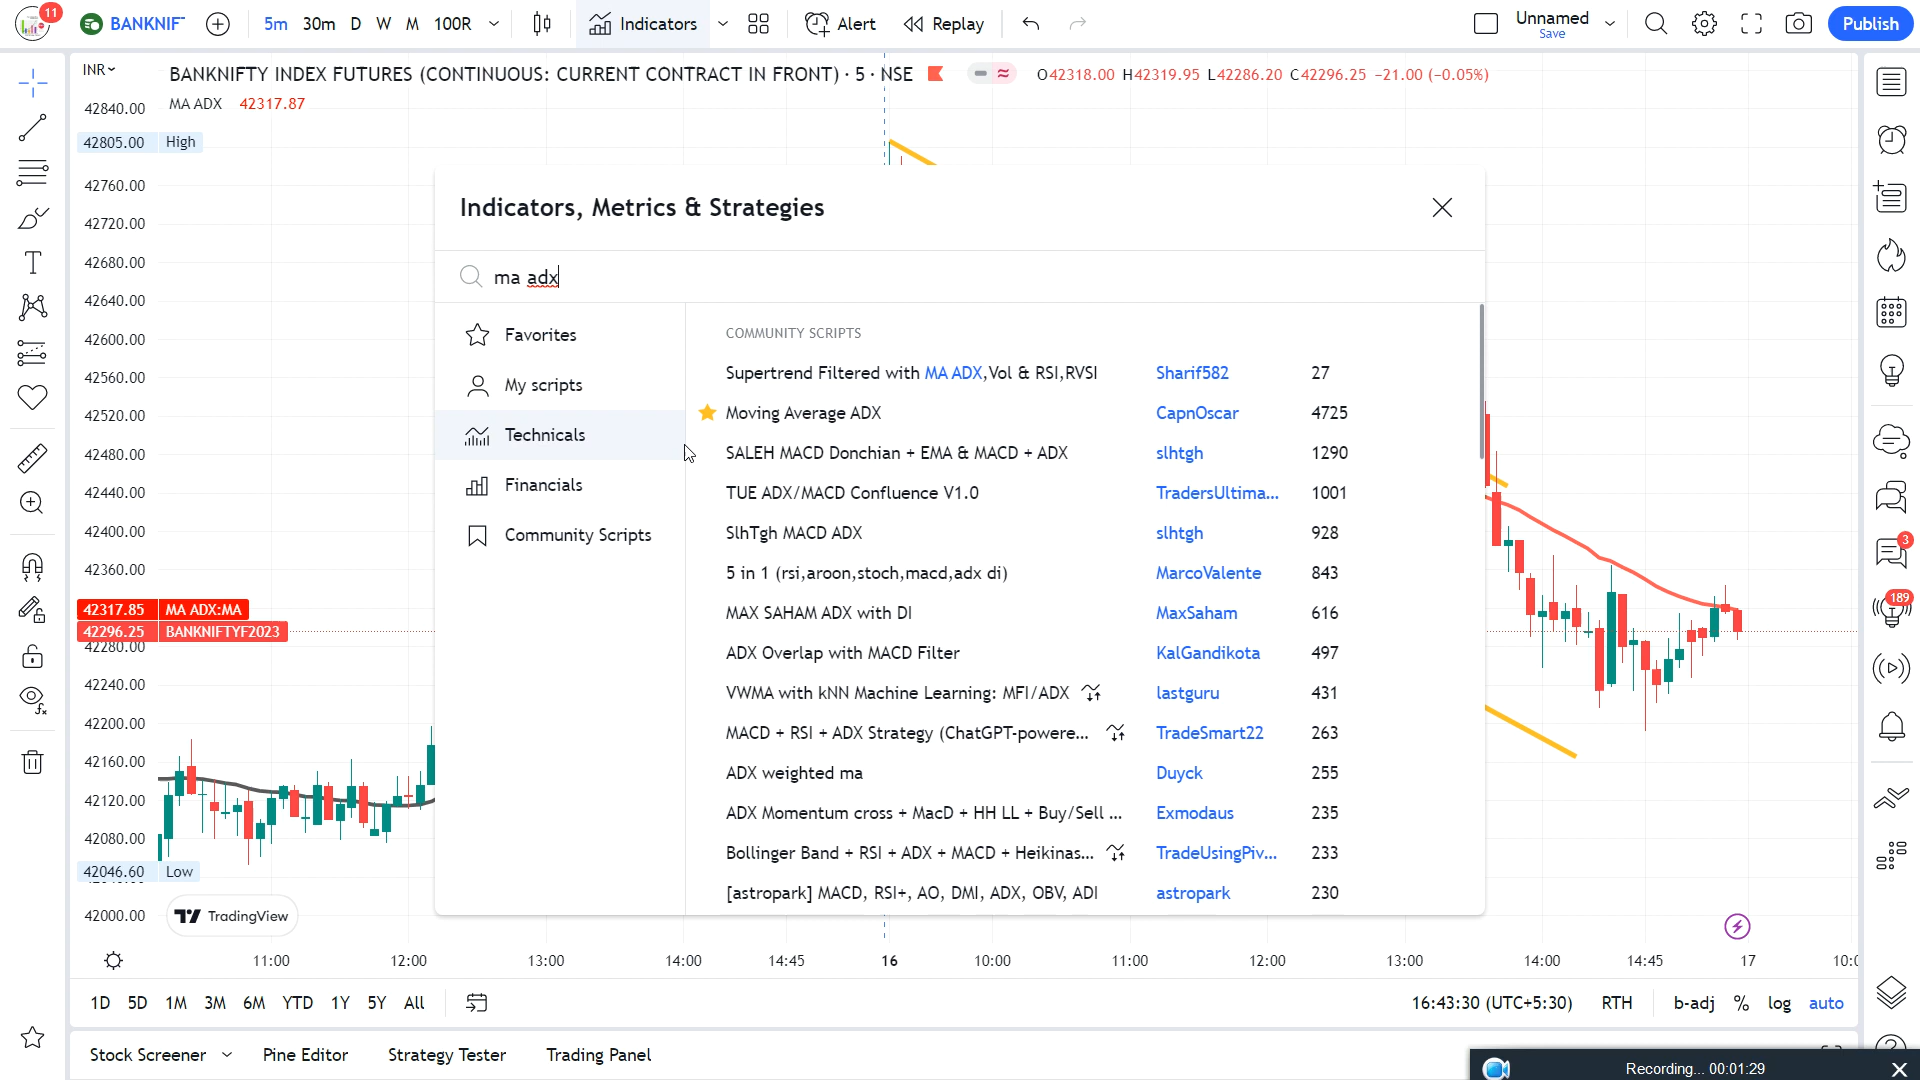 11 BANKNIF 5m 30m D W M 100R Indicators Alert Replay Unnamed Save Publish
INR
BANKNIFTY INDEX FUTURES (CONTINUOUS: CURRENT CONTRACT IN FRONT) · 5 · NSE O42318.00 H42319.95 L42286.20 C42296.25 −21.00 (−0.05%)
MA ADX 42317.87
42840.00
42805.00 High
42760.00
42720.00
42680.00
42640.00
42600.00
42560.00
42520.00
42480.00
42440.00
42400.00
42360.00
42317.85 MA ADX:MA
42296.25 BANKNIFTYF2023
42280.00
42240.00
42200.00
42160.00
42120.00
42080.00
42046.60 Low
42000.00
TradingView
Indicators, Metrics & Strategies
ma adx
Favorites
My scripts
Technicals
Financials
Community Scripts
COMMUNITY SCRIPTS
Supertrend Filtered with MA ADX,Vol & RSI,RVSI Sharif582 27
Moving Average ADX CapnOscar 4725
SALEH MACD Donchian + EMA & MACD + ADX slhtgh 1290
TUE ADX/MACD Confluence V1.0 TradersUltima... 1001
SlhTgh MACD ADX slhtgh 928
5 in 1 (rsi,aroon,stoch,macd,adx di) MarcoValente 843
MAX SAHAM ADX with DI MaxSaham 616
ADX Overlap with MACD Filter KalGandikota 497
VWMA with kNN Machine Learning: MFI/ADX lastguru 431
MACD + RSI + ADX Strategy (ChatGPT-powere... TradeSmart22 263
ADX weighted ma Duyck 255
ADX Momentum cross + MacD + HH LL + Buy/Sell ... Exmodaus 235
Bollinger Band + RSI + ADX + MACD + Heikinas... TradeUsingPiv... 233
[astropark] MACD, RSI+, AO, DMI, ADX, OBV, ADI astropark 230
3
189
11:00 12:00 13:00 14:00 14:45 16 10:00 11:00 12:00 13:00 14:00 14:45 17
1D 5D 1M 3M 6M YTD 1Y 5Y All 16:43:30 (UTC+5:30) RTH b-adj % log auto
Stock Screener Pine Editor Strategy Tester Trading Panel
Recording... 00:01:29